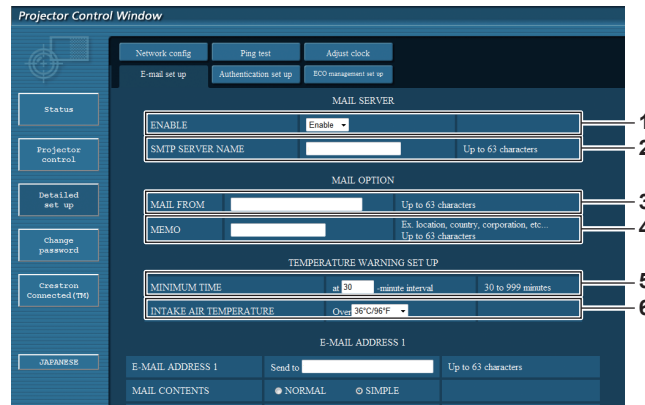 Projector Control Window
Network config Ping test Adjust clock
E-mail set up Authentication set up ECO management set up
MAIL SERVER
ENABLE Enable 1
SMTP SERVER NAME Up to 63 characters 2
MAIL OPTION
MAIL FROM Up to 63 characters 3
MEMO Ex. location, country, corporation, etc... 4
Up to 63 characters
TEMPERATURE WARNING SET UP
MINIMUM TIME at 30 -minute interval 30 to 999 minutes 5
INTAKE AIR TEMPERATURE Over 36°C/96°F 6
E-MAIL ADDRESS 1
E-MAIL ADDRESS 1 Send to Up to 63 characters
MAIL CONTENTS NORMAL SIMPLE
Status
Projector
control
Detailed
set up
Change
password
Crestron
Connected(TM)
JAPANESE